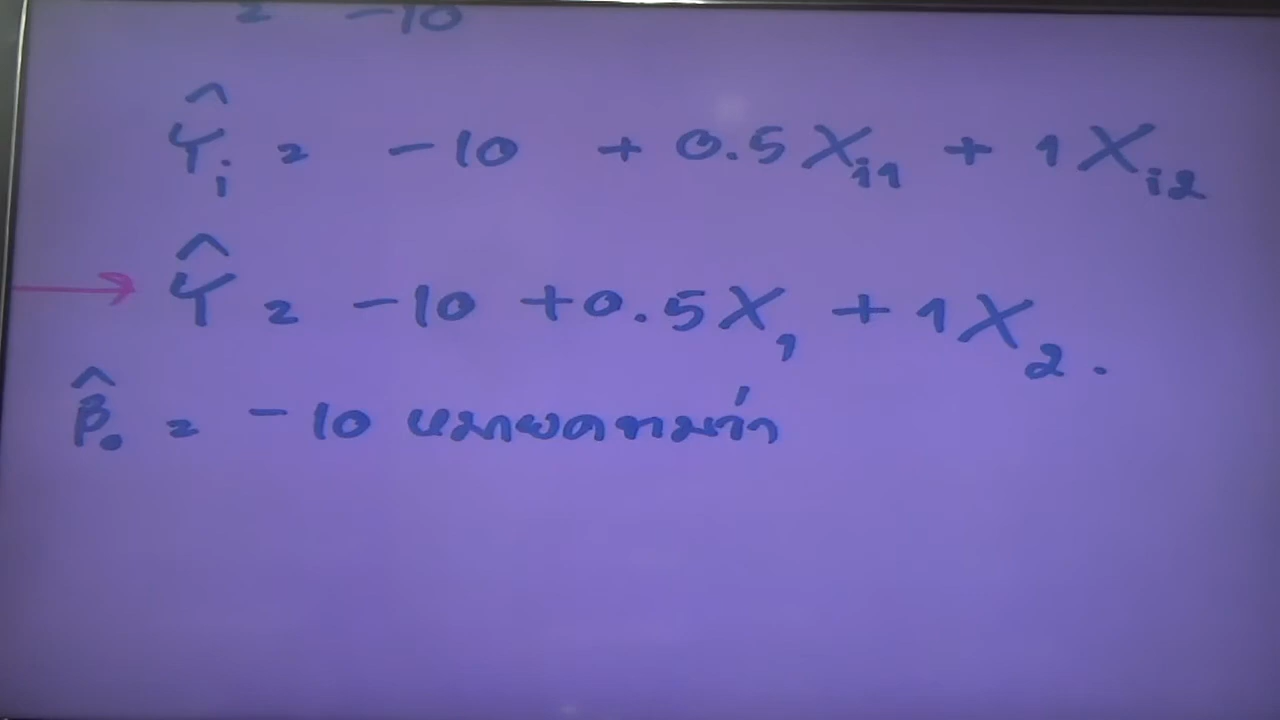 = -10
Ŷᵢ = -10 + 0.5Xᵢ₁ + 1Xᵢ₂
Ŷ = -10 + 0.5X₁ + 1X₂.
β̂₀ = -10 หมายความว่า